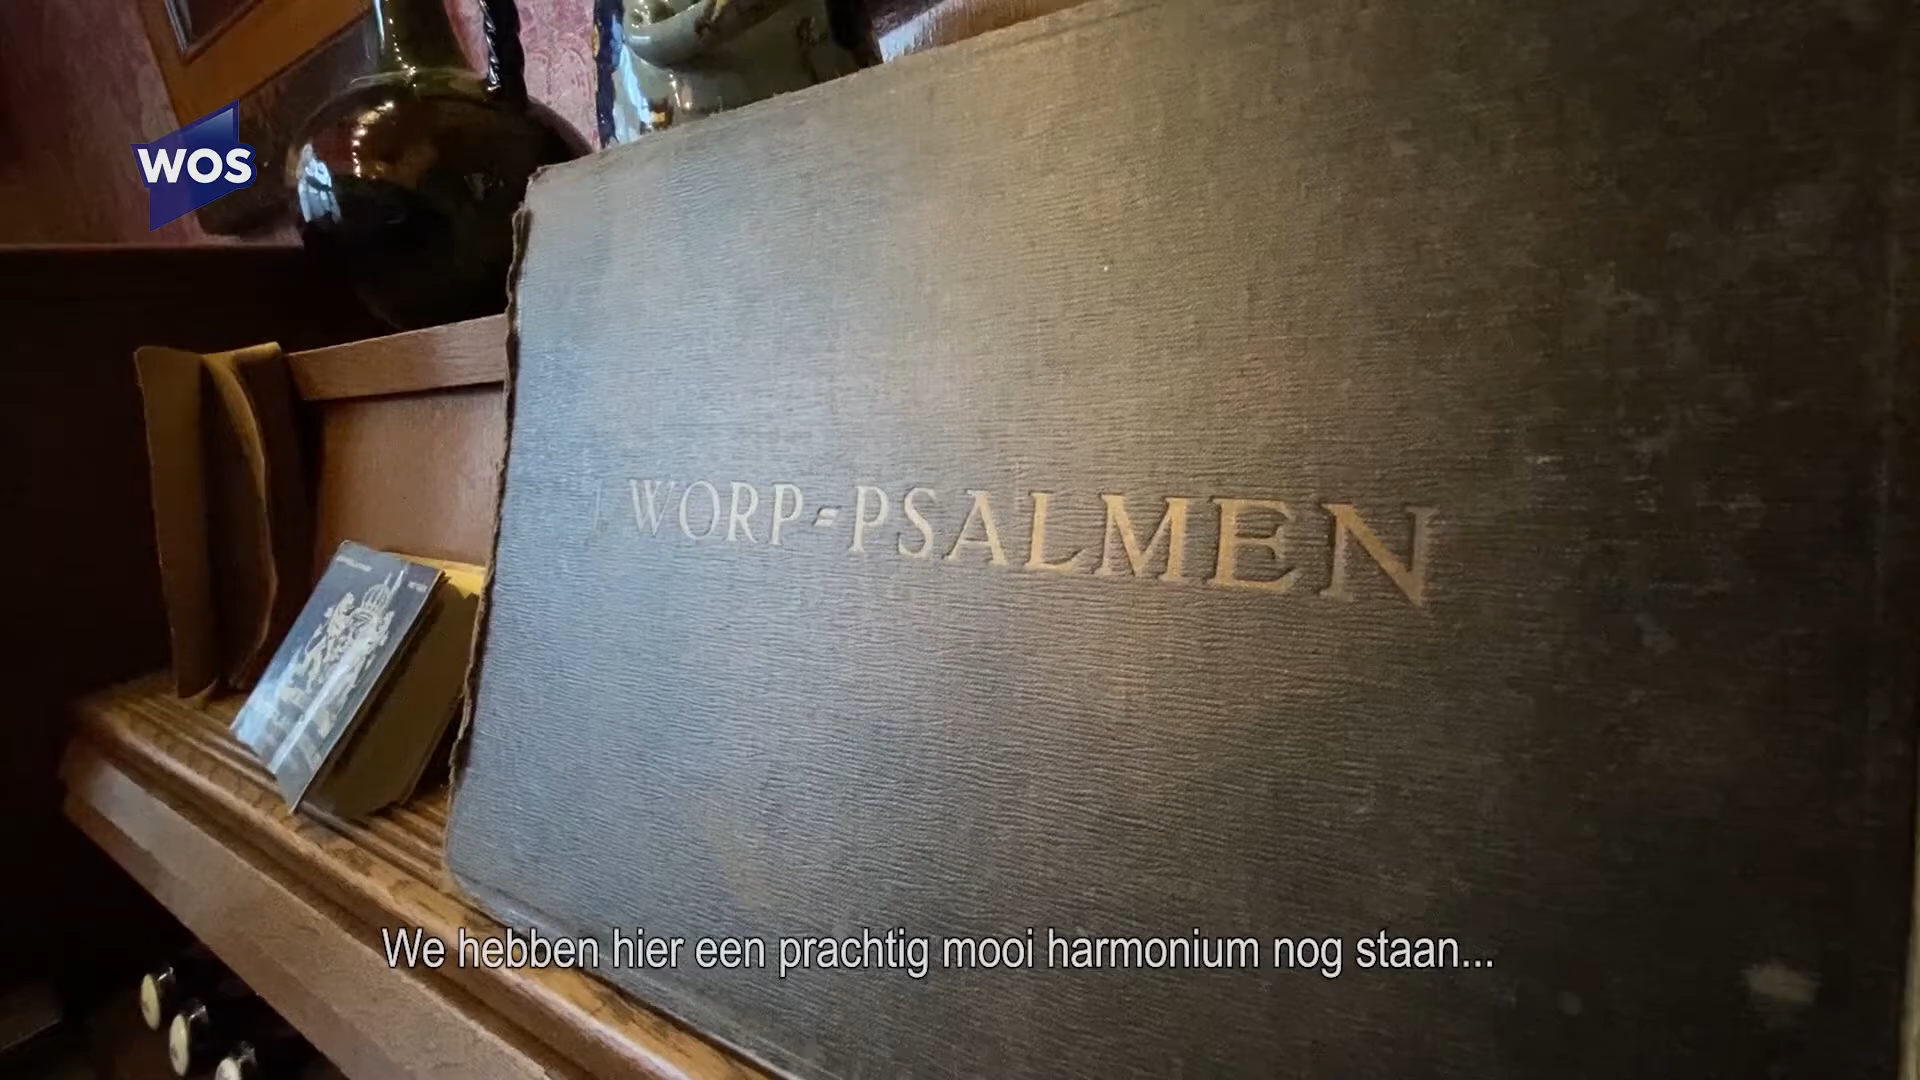 WOS
J. WORP=PSALMEN
We hebben hier een prachtig mooi harmonium nog staan...